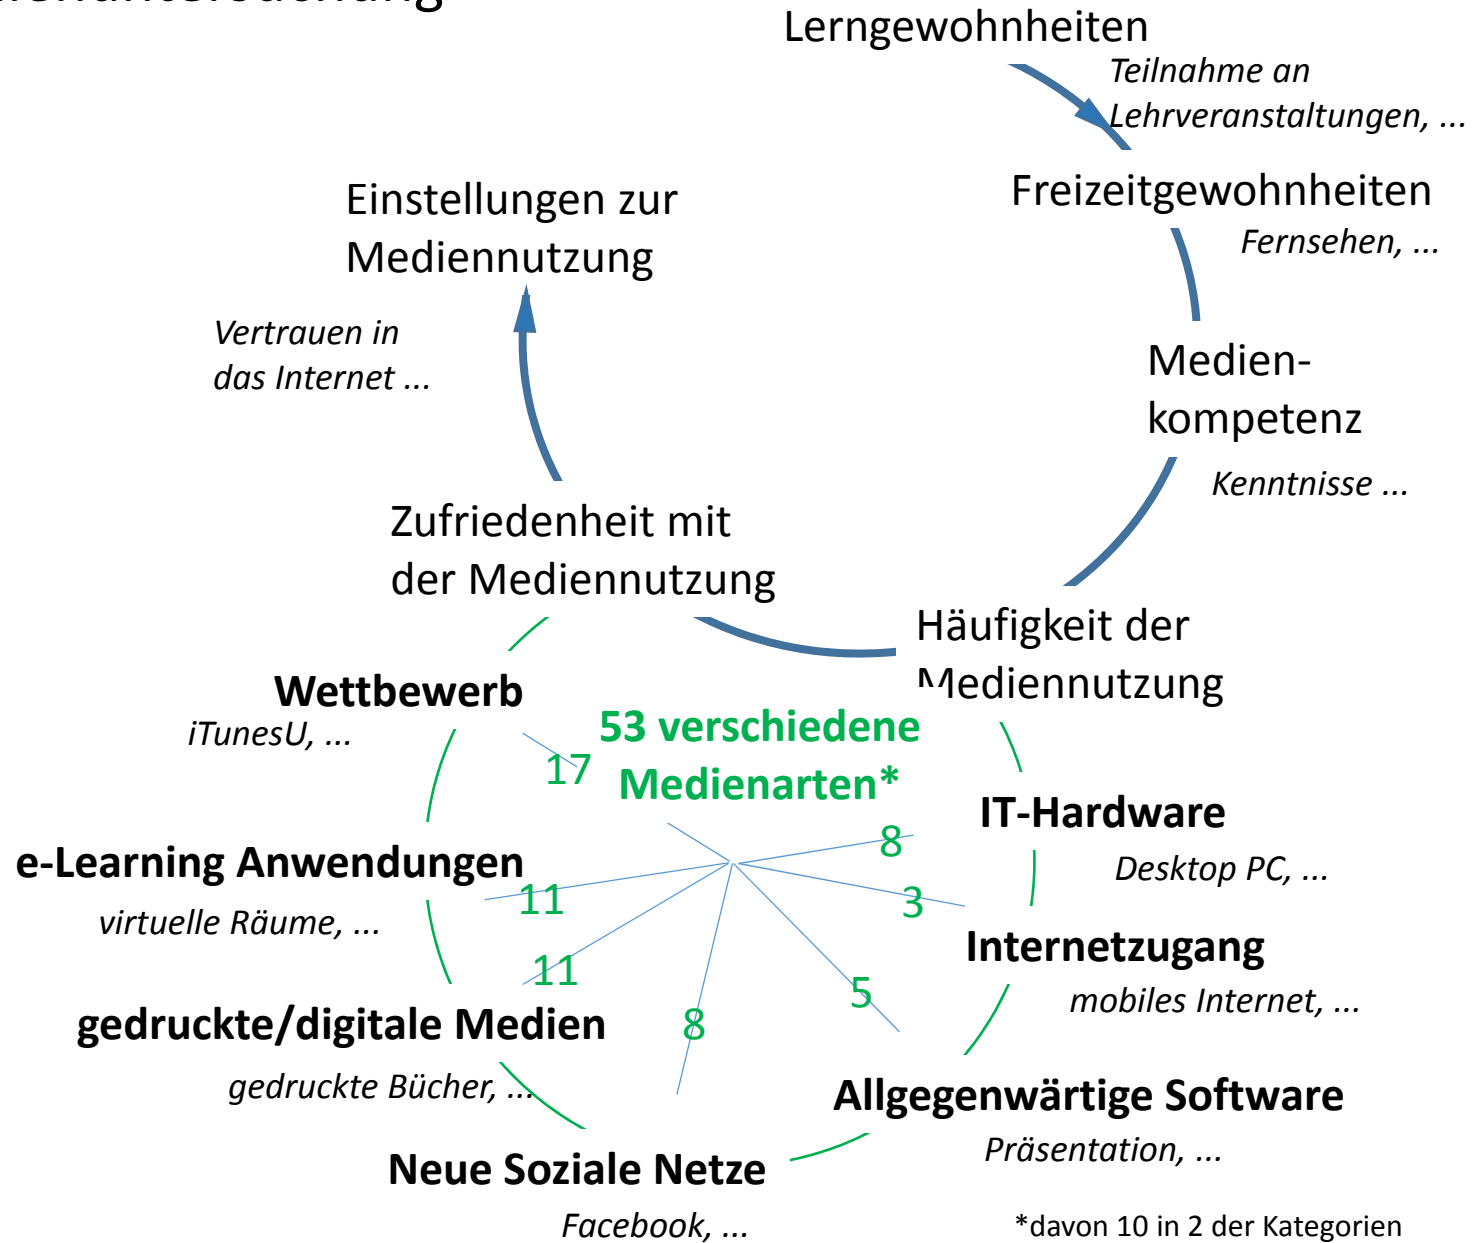 Lerngewohnheiten
Teilnahme an
Lehrveranstaltungen, ...
Freizeitgewohnheiten
Fernsehen, ...
Einstellungen zur
Mediennutzung
Vertrauen in
das Internet ...
Medien-
kompetenz
Kenntnisse ...
Zufriedenheit mit
der Mediennutzung
Häufigkeit der
Mediennutzung
Wettbewerb
iTunesU, ...
53 verschiedene
Medienarten*
17
IT-Hardware
Desktop PC, ...
8
e-Learning Anwendungen
virtuelle Räume, ...
11
3
Internetzugang
mobiles Internet, ...
11
5
gedruckte/digitale Medien
gedruckte Bücher, ...
8
Allgegenwärtige Software
Präsentation, ...
Neue Soziale Netze
Facebook, ...
*davon 10 in 2 der Kategorien